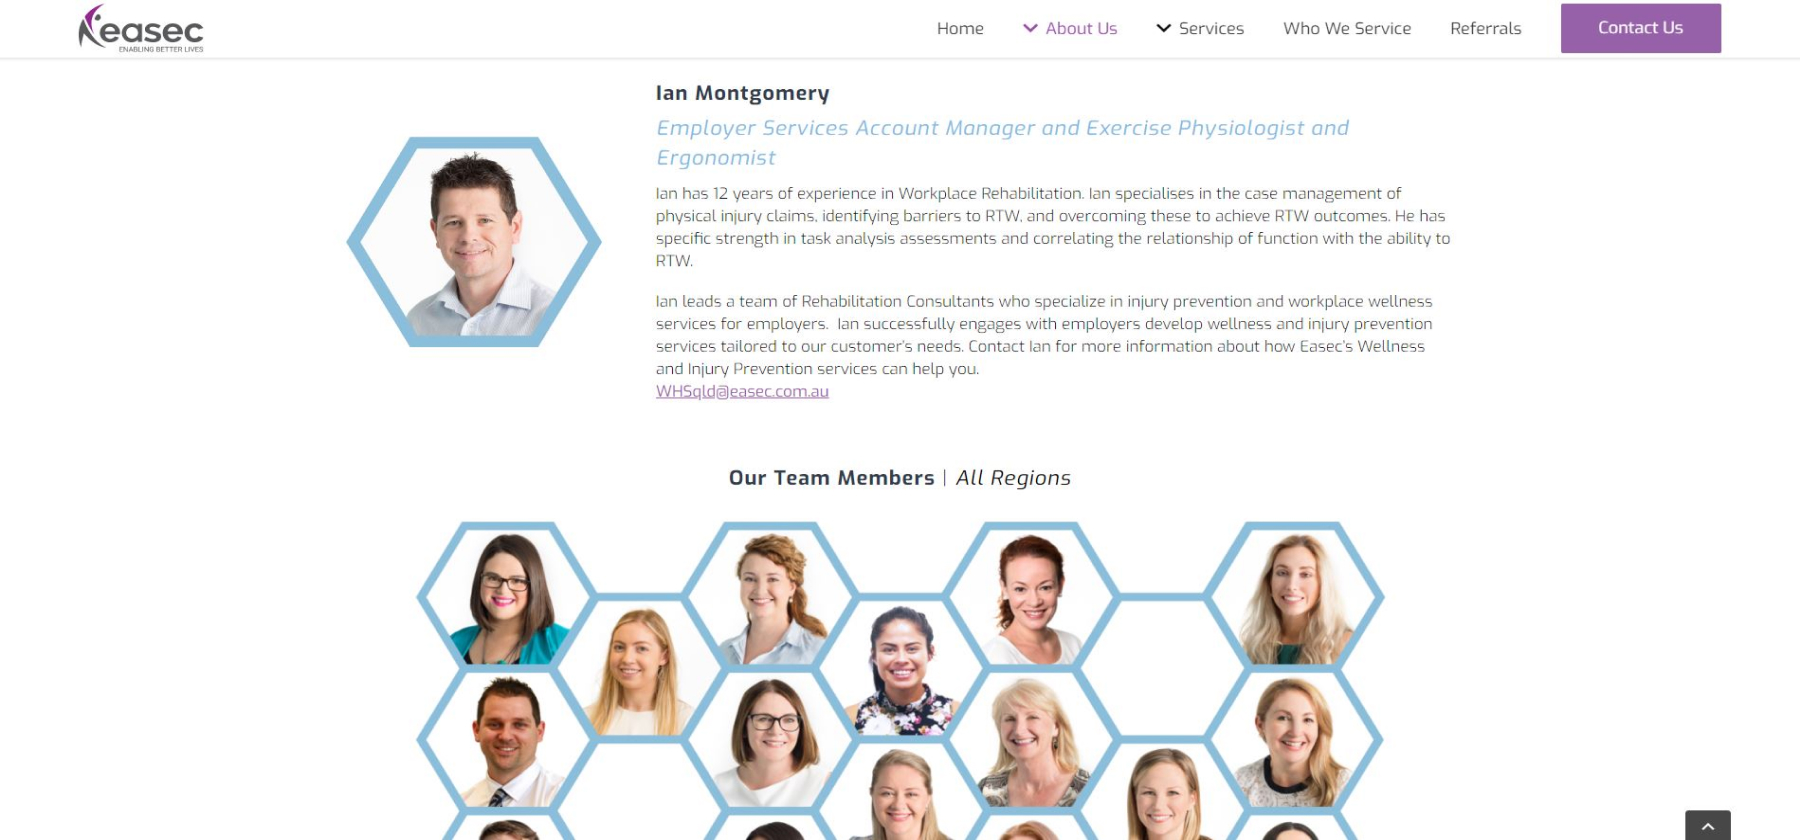 easec
ENABLING BETTER LIVES
Home
About Us
Services
Who We Service
Referrals
Contact Us
Ian Montgomery
Employer Services Account Manager and Exercise Physiologist and
Ergonomist
Ian has 12 years of experience in Workplace Rehabilitation. Ian specialises in the case management of
physical injury claims, identifying barriers to RTW, and overcoming these to achieve RTW outcomes. He has
specific strength in task analysis assessments and correlating the relationship of function with the ability to
RTW.
Ian leads a team of Rehabilitation Consultants who specialize in injury prevention and workplace wellness
services for employers.  Ian successfully engages with employers develop wellness and injury prevention
services tailored to our customer's needs. Contact Ian for more information about how Easec's Wellness
and Injury Prevention services can help you.
WHSqld@easec.com.au
Our Team Members | All Regions